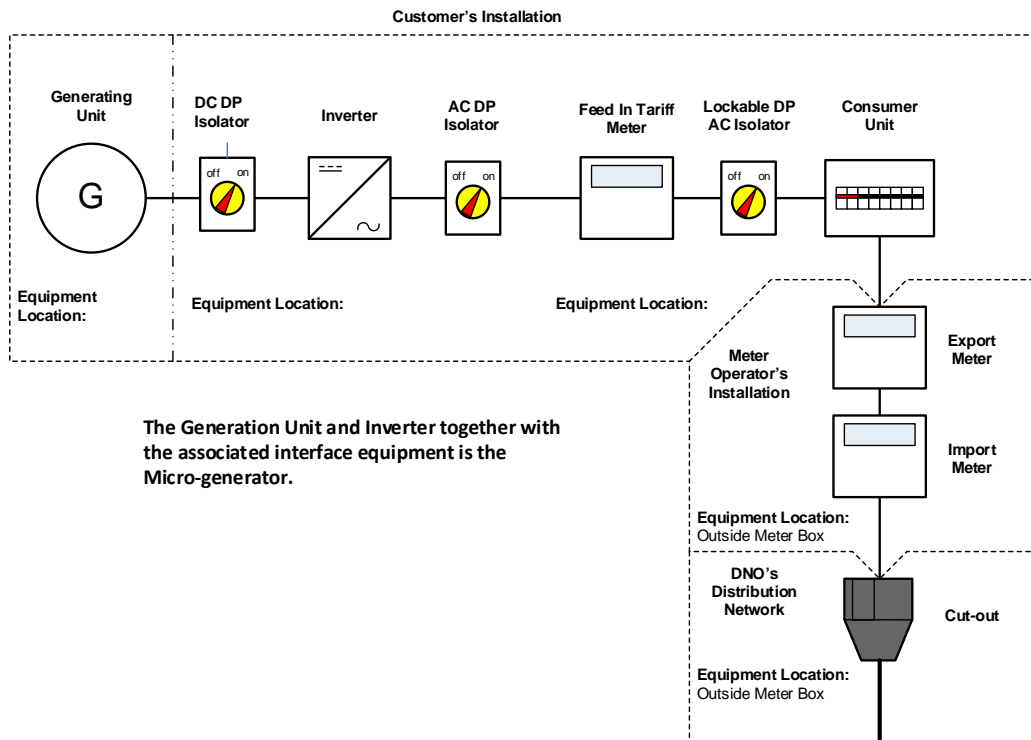 Customer's Installation
Generating
Unit
DC DP
Isolator
Inverter
AC DP
Isolator
Feed In Tariff
Meter
Lockable DP
AC Isolator
Consumer
Unit
off on
off on
off on
G
Equipment
Location:
Equipment Location:
Equipment Location:
Meter
Operator's
Installation
Export
Meter
The Generation Unit and Inverter together with
the associated interface equipment is the
Micro-generator.
Import
Meter
Equipment Location:
Outside Meter Box
DNO's
Distribution
Network
Cut-out
Equipment Location:
Outside Meter Box